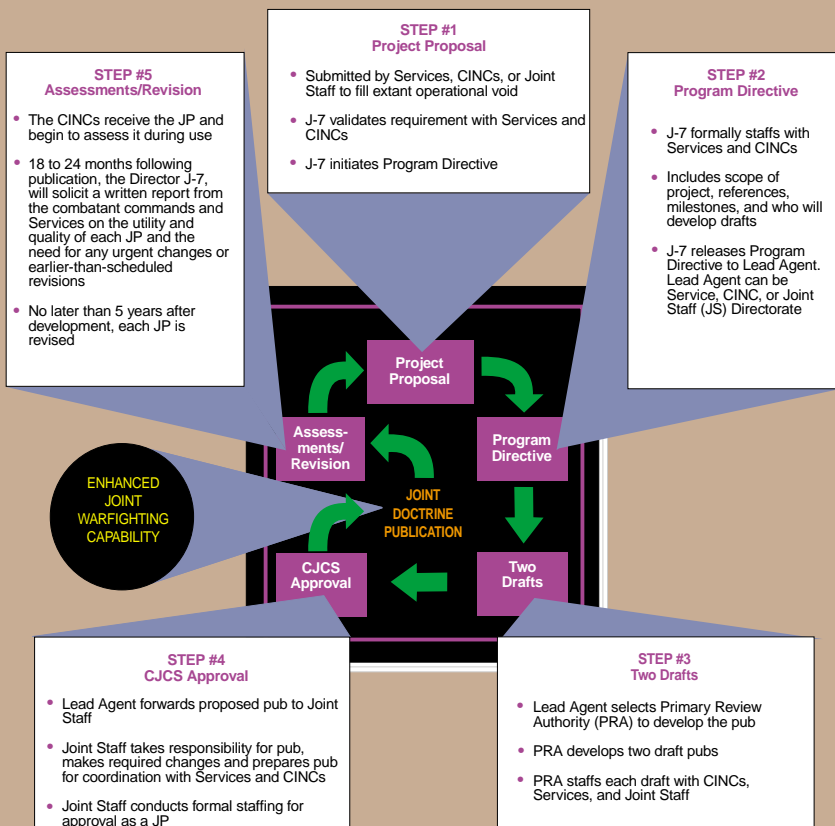 STEP #1
Project Proposal
• Submitted by Services, CINCs, or Joint
Staff to fill extant operational void
• J-7 validates requirement with Services and
CINCs
• J-7 initiates Program Directive
STEP #5
Assessments/Revision
• The CINCs receive the JP and
begin to assess it during use
• 18 to 24 months following
publication, the Director J-7,
will solicit a written report from
the combatant commands and
Services on the utility and
quality of each JP and the
need for any urgent changes or
earlier-than-scheduled
revisions
• No later than 5 years after
development, each JP is
revised
STEP #2
Program Directive
• J-7 formally staffs with
Services and CINCs
• Includes scope of
project, references,
milestones, and who will
develop drafts
• J-7 releases Program
Directive to Lead Agent.
Lead Agent can be
Service, CINC, or Joint
Staff (JS) Directorate
Project
Proposal
Assess-
ments/
Revision
Program
Directive
ENHANCED
JOINT
WARFIGHTING
CAPABILITY
JOINT
DOCTRINE
PUBLICATION
CJCS
Approval
Two
Drafts
STEP #4
CJCS Approval
• Lead Agent forwards proposed pub to Joint
Staff
• Joint Staff takes responsibility for pub,
makes required changes and prepares pub
for coordination with Services and CINCs
• Joint Staff conducts formal staffing for
approval as a JP
STEP #3
Two Drafts
• Lead Agent selects Primary Review
Authority (PRA) to develop the pub
• PRA develops two draft pubs
• PRA staffs each draft with CINCs,
Services, and Joint Staff